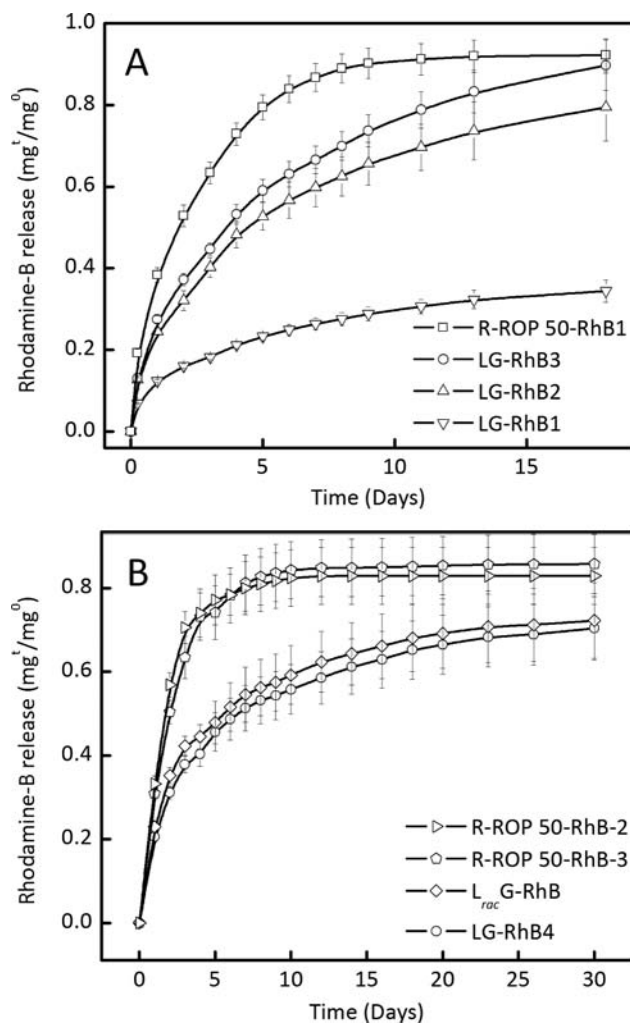 A
Rhodamine-B release (mgᵗ/mg⁰)
1.0
0.8
0.6
0.4
0.2
0.0
R-ROP 50-RhB1
LG-RhB3
LG-RhB2
LG-RhB1
0 5 10 15
Time (Days)
B
Rhodamine-B release (mgᵗ/mg⁰)
0.8
0.6
0.4
0.2
0.0
R-ROP 50-RhB-2
R-ROP 50-RhB-3
L_rac G-RhB
LG-RhB4
0 5 10 15 20 25 30
Time (Days)